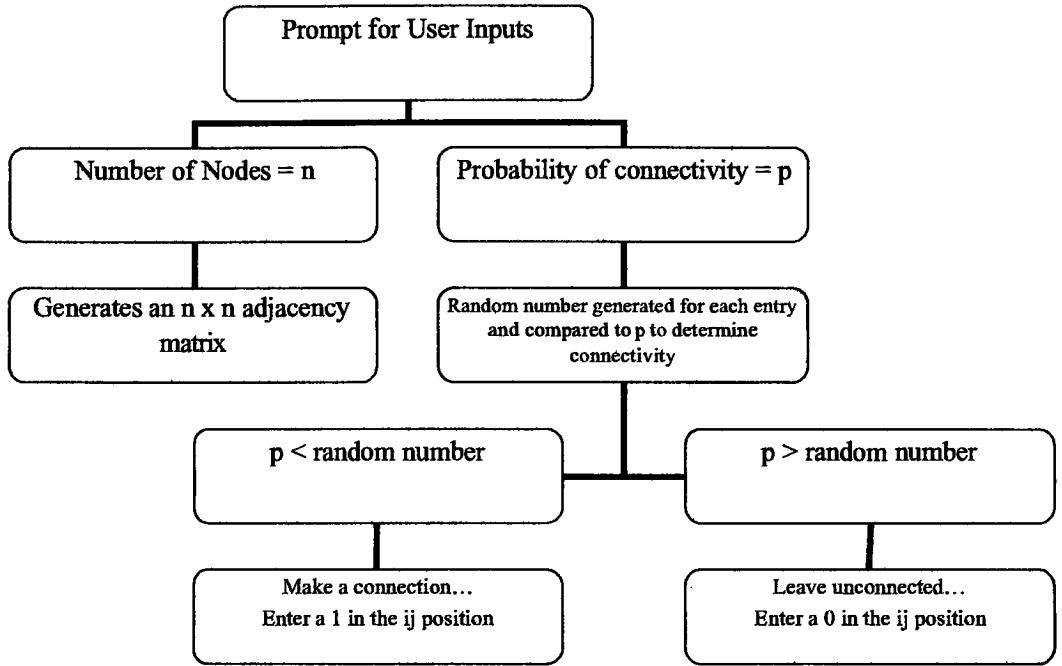 Prompt for User Inputs
Number of Nodes = n
Probability of connectivity = p
Generates an n x n adjacency
matrix
Random number generated for each entry
and compared to p to determine
connectivity
p < random number
p > random number
Make a connection...
Enter a 1 in the ij position
Leave unconnected...
Enter a 0 in the ij position